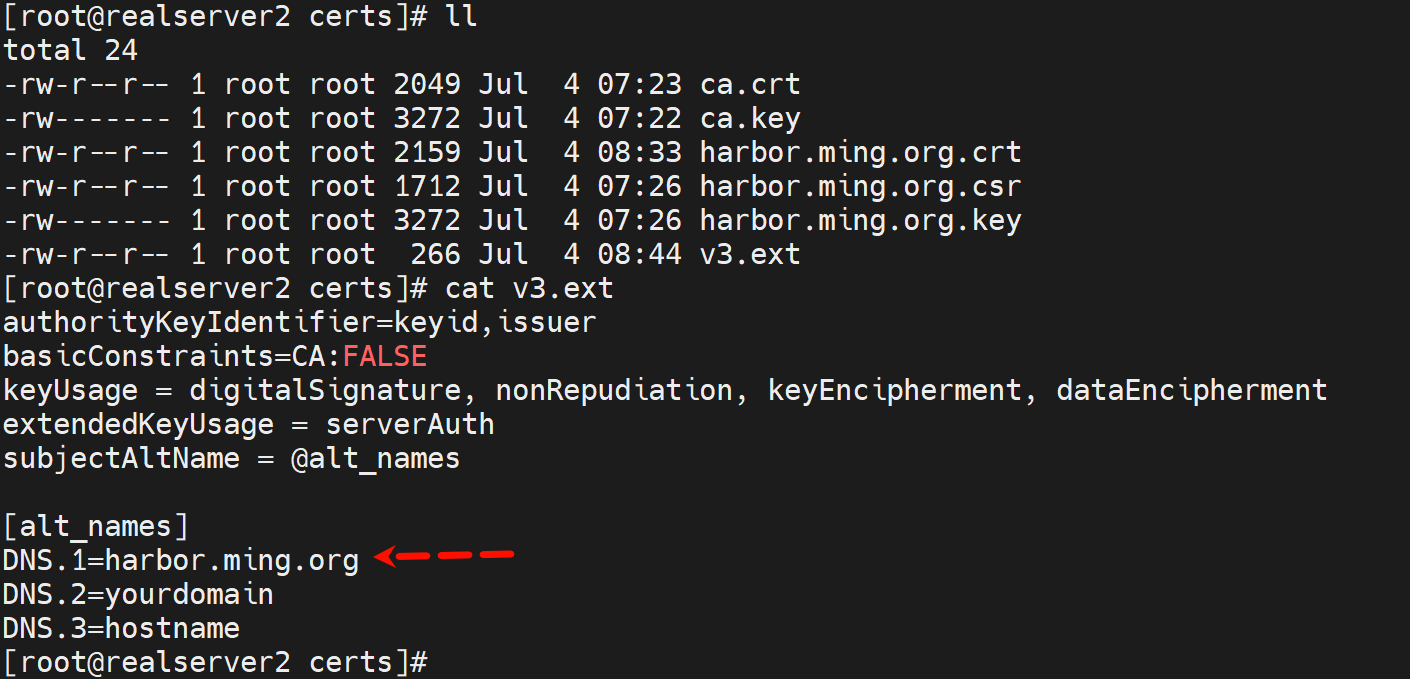 [root@realserver2 certs]# ll
total 24
-rw-r--r-- 1 root root 2049 Jul  4 07:23 ca.crt
-rw------- 1 root root 3272 Jul  4 07:22 ca.key
-rw-r--r-- 1 root root 2159 Jul  4 08:33 harbor.ming.org.crt
-rw-r--r-- 1 root root 1712 Jul  4 07:26 harbor.ming.org.csr
-rw------- 1 root root 3272 Jul  4 07:26 harbor.ming.org.key
-rw-r--r-- 1 root root  266 Jul  4 08:44 v3.ext
[root@realserver2 certs]# cat v3.ext
authorityKeyIdentifier=keyid,issuer
basicConstraints=CA:FALSE
keyUsage = digitalSignature, nonRepudiation, keyEncipherment, dataEncipherment
extendedKeyUsage = serverAuth
subjectAltName = @alt_names

[alt_names]
DNS.1=harbor.ming.org
DNS.2=yourdomain
DNS.3=hostname
[root@realserver2 certs]#